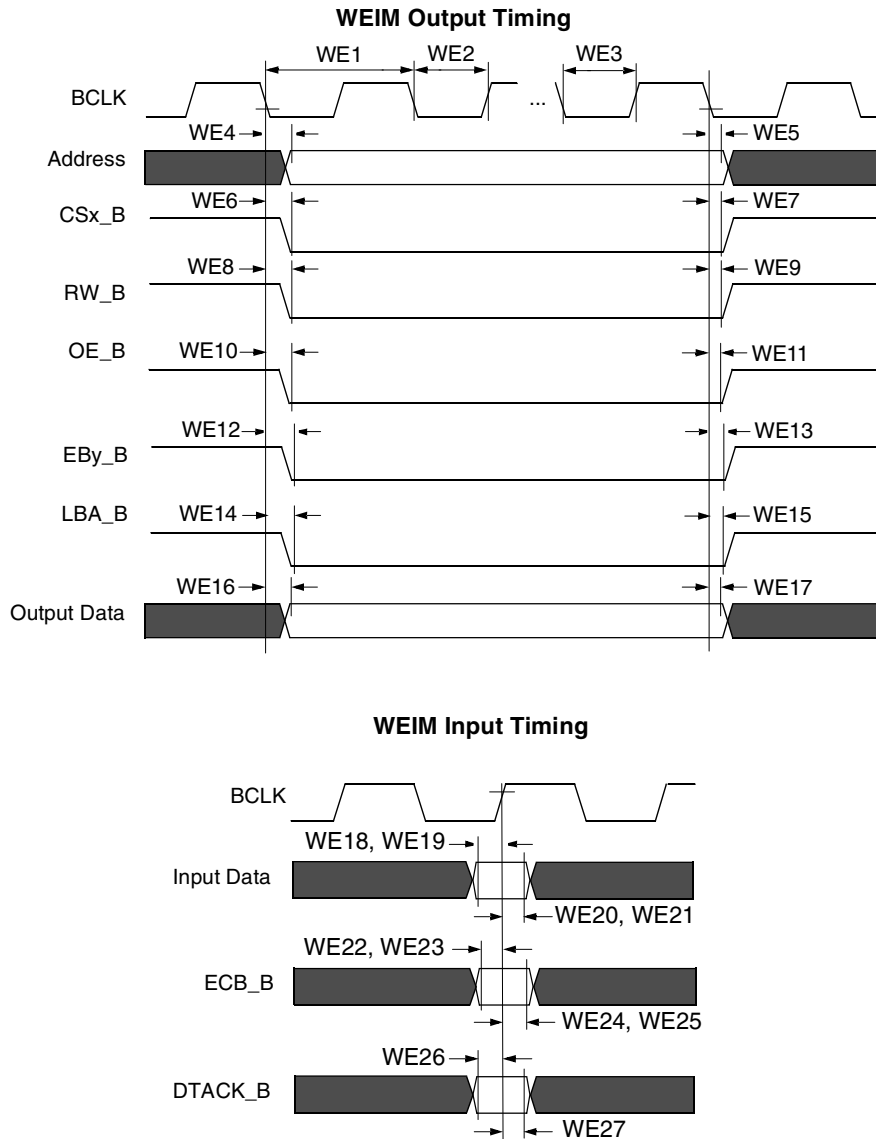 WEIM Output Timing
WE1 WE2 WE3
BCLK ...
WE4 WE5
Address
WE6 WE7
CSx_B
WE8 WE9
RW_B
OE_B WE10 WE11
WE12 WE13
EBy_B
LBA_B WE14 WE15
WE16 WE17
Output Data
WEIM Input Timing
BCLK
WE18, WE19
Input Data
WE20, WE21
WE22, WE23
ECB_B
WE24, WE25
WE26
DTACK_B
WE27